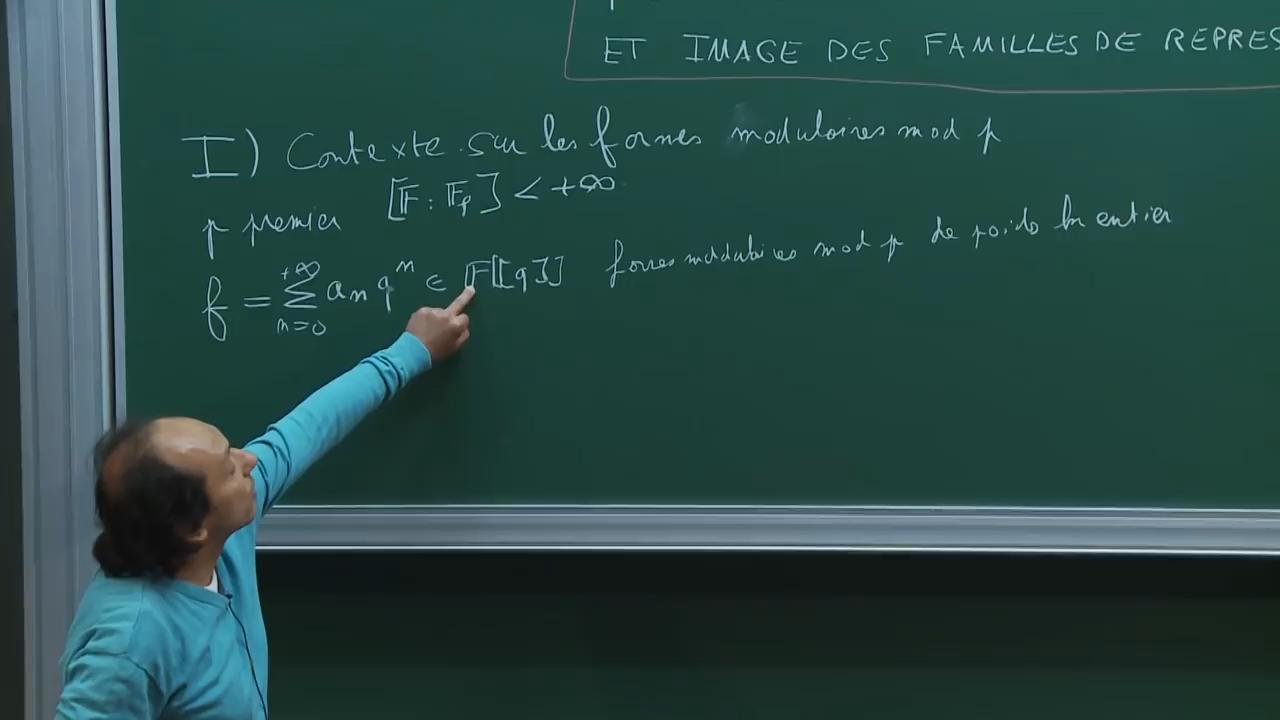 ET IMAGE DES FAMILLES DE REPRES
I) Contexte sur les formes modulaires mod p
p premier [𝔽 : 𝔽_p] < +∞
f = ∑_{n=0}^{+∞} a_n q^n ∈ 𝔽[[q]] formes modulaires mod p de poids k entier